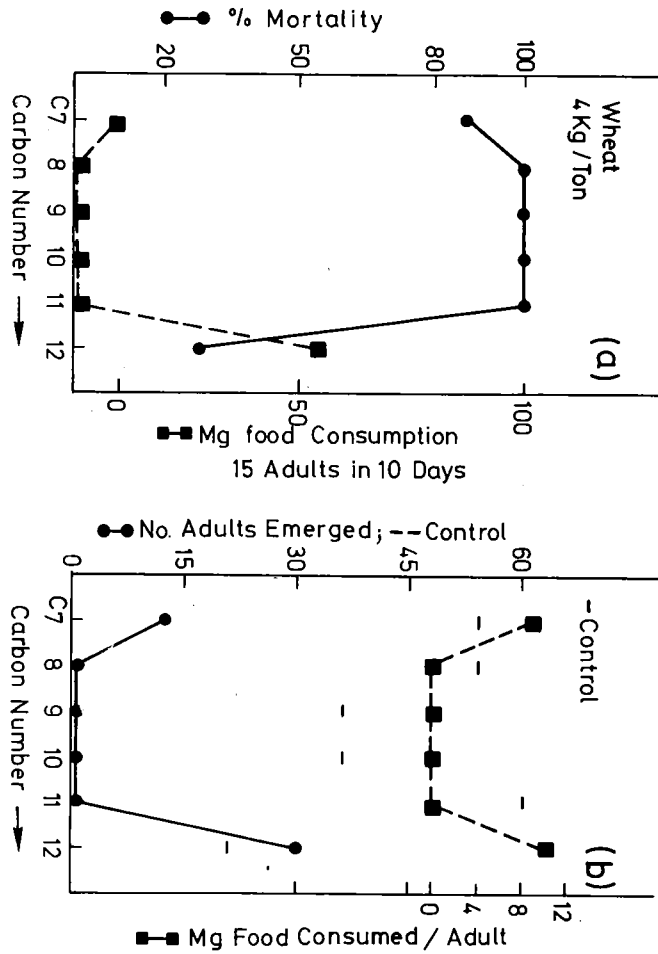 ●—● % Mortality
20 50 80 100
Wheat
4 Kg / Ton
(a)
C7 8 9 10 11 12
Carbon Number →
0 50 100
■-■ Mg food Consumption
15 Adults in 10 Days
●—● No. Adults Emerged ; -- Control
0 15 30 45 60
- Control
(b)
C7 8 9 10 11 12
Carbon Number →
0 4 8 12
■-■ Mg Food Consumed / Adult